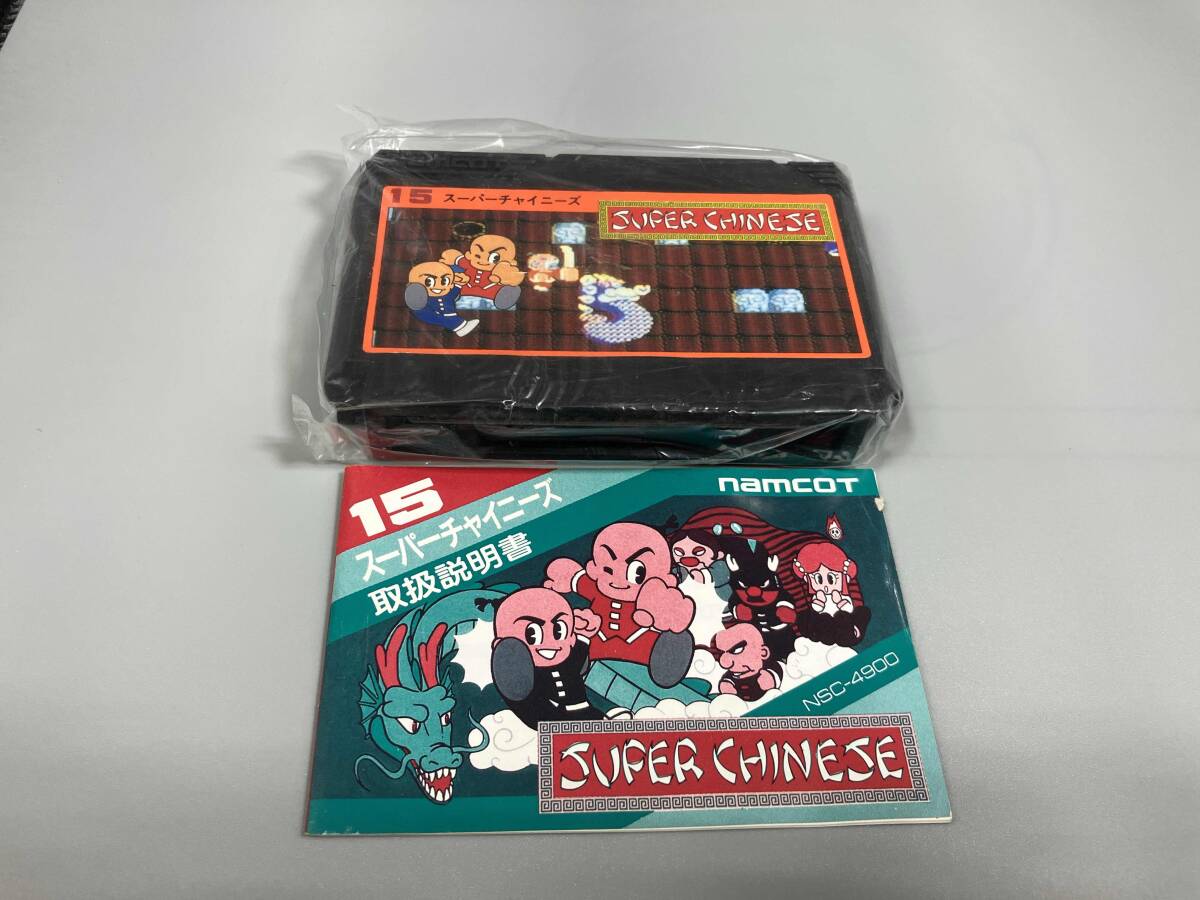 namcot
15 スーパーチャイニーズ
SUPER CHINESE
15
namcot
スーパーチャイニーズ
取扱説明書
NSC-4900
SUPER CHINESE